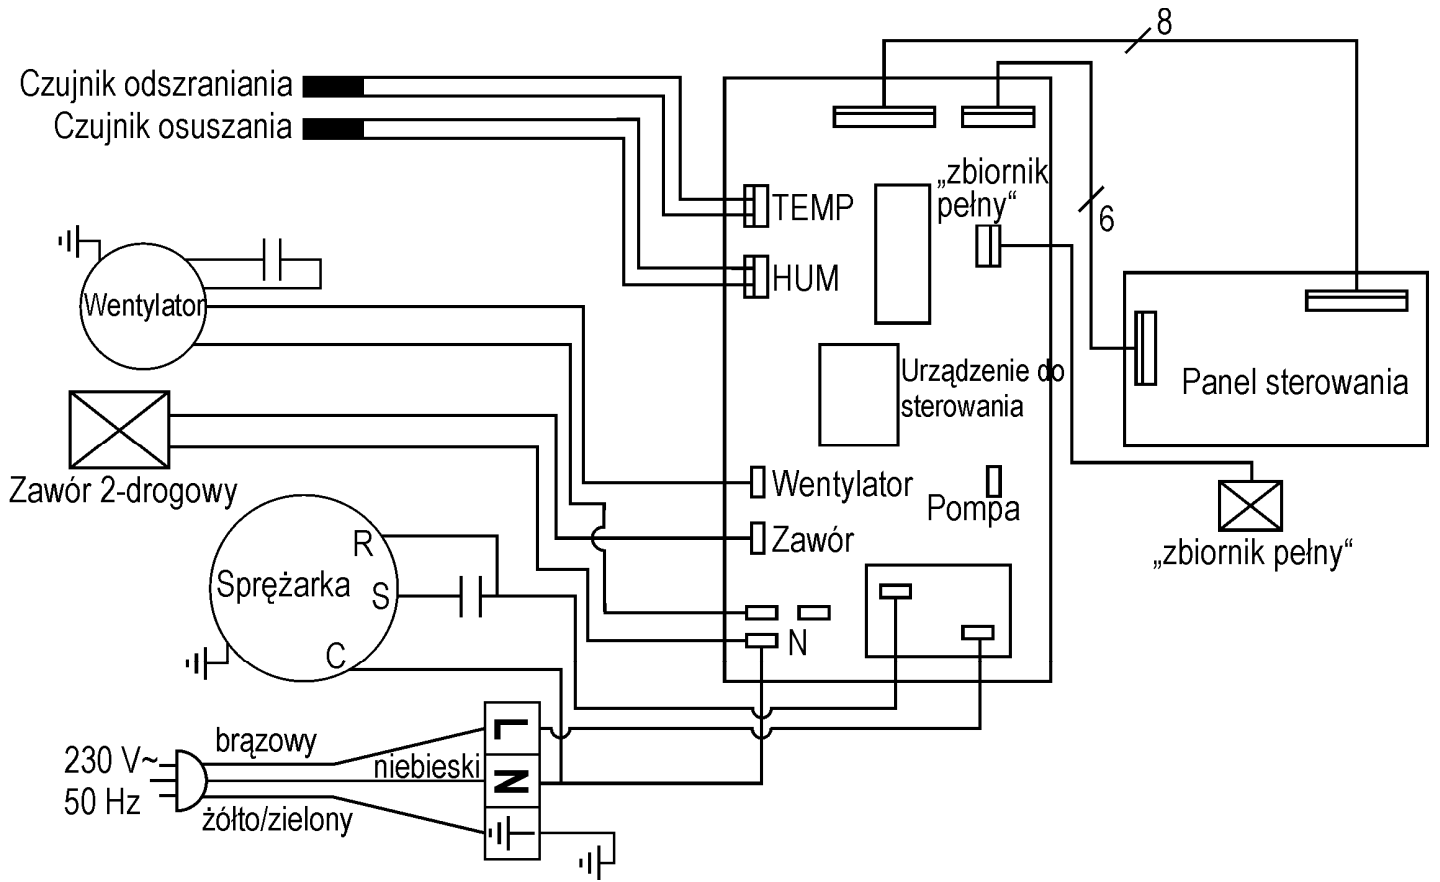 8
Czujnik odszraniania
Czujnik osuszania
„zbiornik
pełny“
TEMP
6
HUM
Wentylator
Urządzenie do
sterowania
Panel sterowania
Zawór 2-drogowy
Wentylator
Pompa
Zawór
„zbiornik pełny“
R
Sprężarka
S
C
N
L
brązowy
230 V~
niebieski
N
50 Hz
żółto/zielony